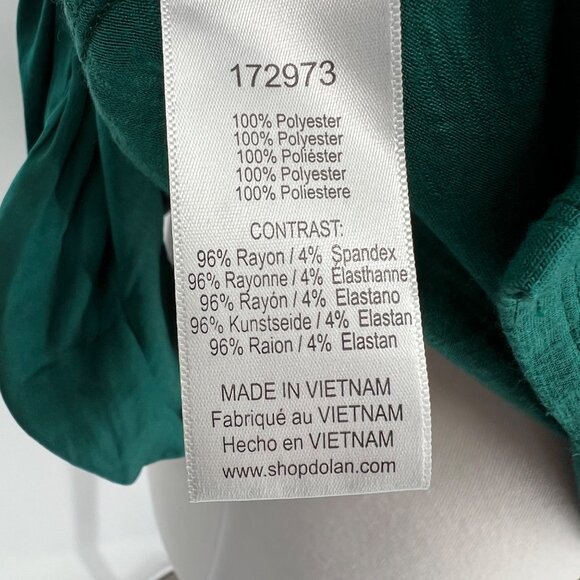 172973
100% Polyester
100% Polyester
100% Poliéster
100% Polyester
100% Poliestere
CONTRAST:
96% Rayon / 4% Spandex
96% Rayonne / 4% Élasthanne
96% Rayón / 4% Elastano
96% Kunstseide / 4% Elastan
96% Raion / 4% Elastan
MADE IN VIETNAM
Fabriqué au VIETNAM
Hecho en VIETNAM
www.shopdolan.com